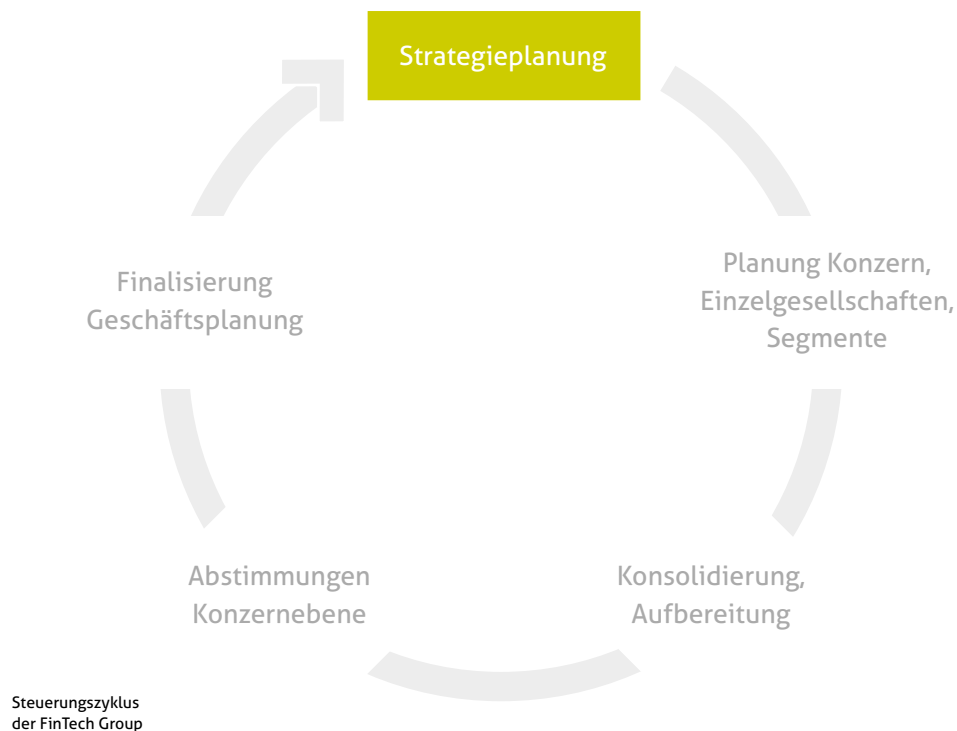 Strategieplanung
Planung Konzern,
Einzelgesellschaften,
Segmente
Konsolidierung,
Aufbereitung
Abstimmungen
Konzernebene
Finalisierung
Geschäftsplanung
Steuerungszyklus
der FinTech Group